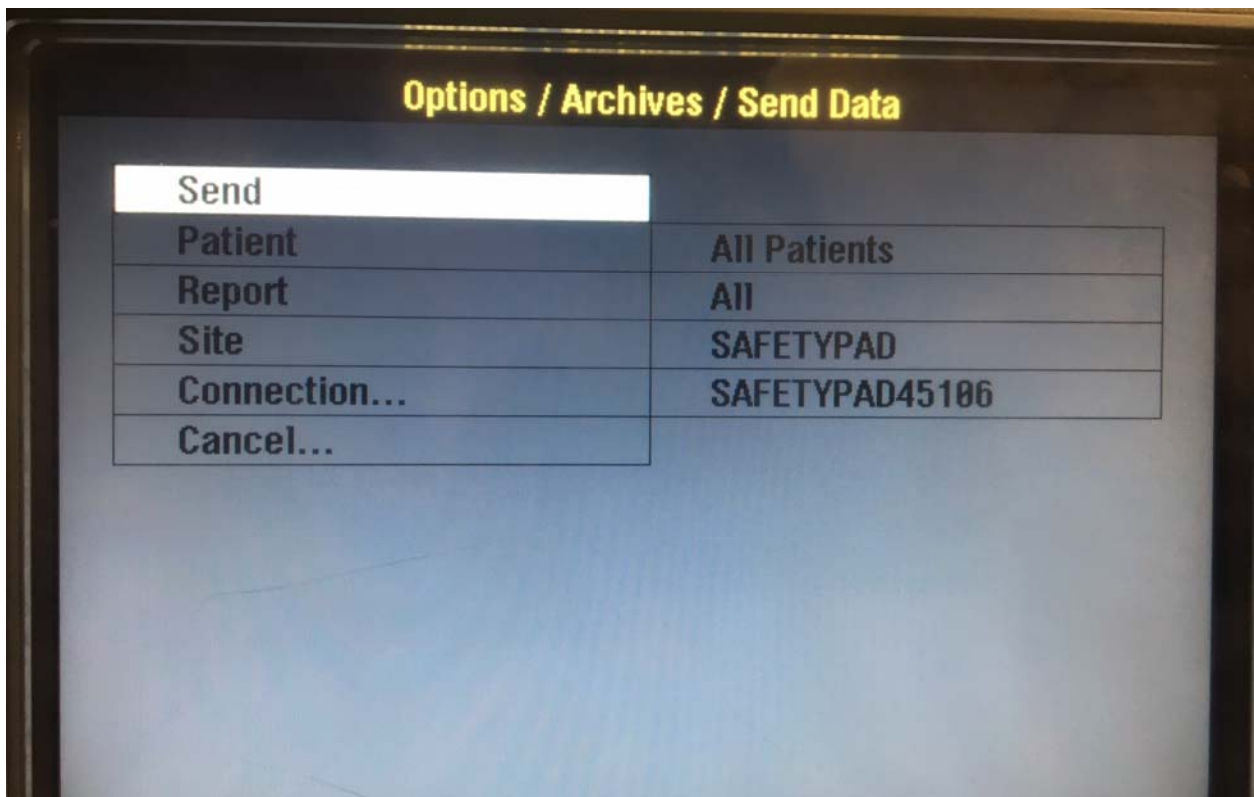 Options / Archives / Send Data
Send
Patient All Patients
Report All
Site SAFETYPAD
Connection... SAFETYPAD45106
Cancel...